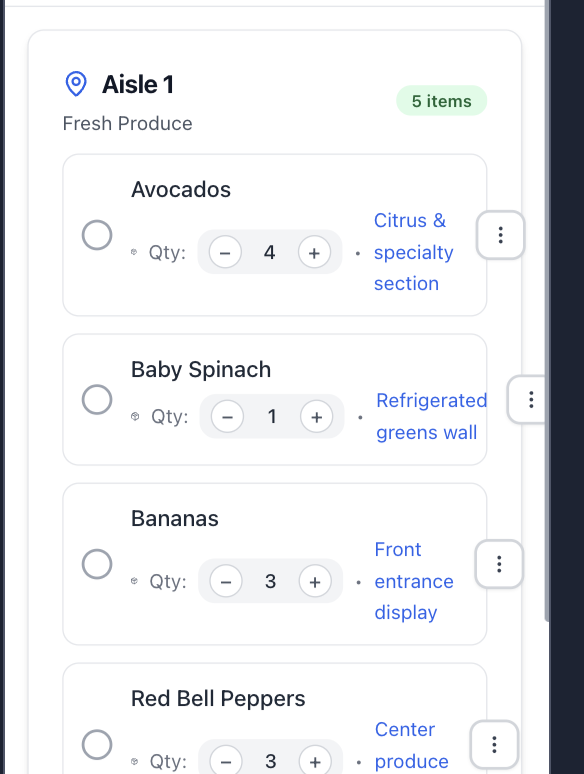 Aisle 1
5 items
Fresh Produce
Avocados
Qty: − 4 + · Citrus &
specialty
section
Baby Spinach
Qty: − 1 + · Refrigerated
greens wall
Bananas
Qty: − 3 + · Front
entrance
display
Red Bell Peppers
Qty: − 3 + · Center
produce